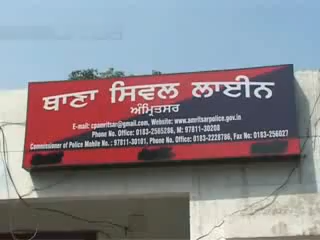 ਥਾਣਾ ਸਿਵਲ ਲਾਈਨ
ਅੰਮ੍ਰਿਤਸਰ
E-mail: cpamritsar@gmail.com, Website: www.amritsarpolice.gov.in
Phone No. Office: 0183-2565286, M: 97811-30208
Commissioner of Police Mobile No.: 97811-30101, Ph. No. Office: 0183-2228786, Fax No: 0183-256027